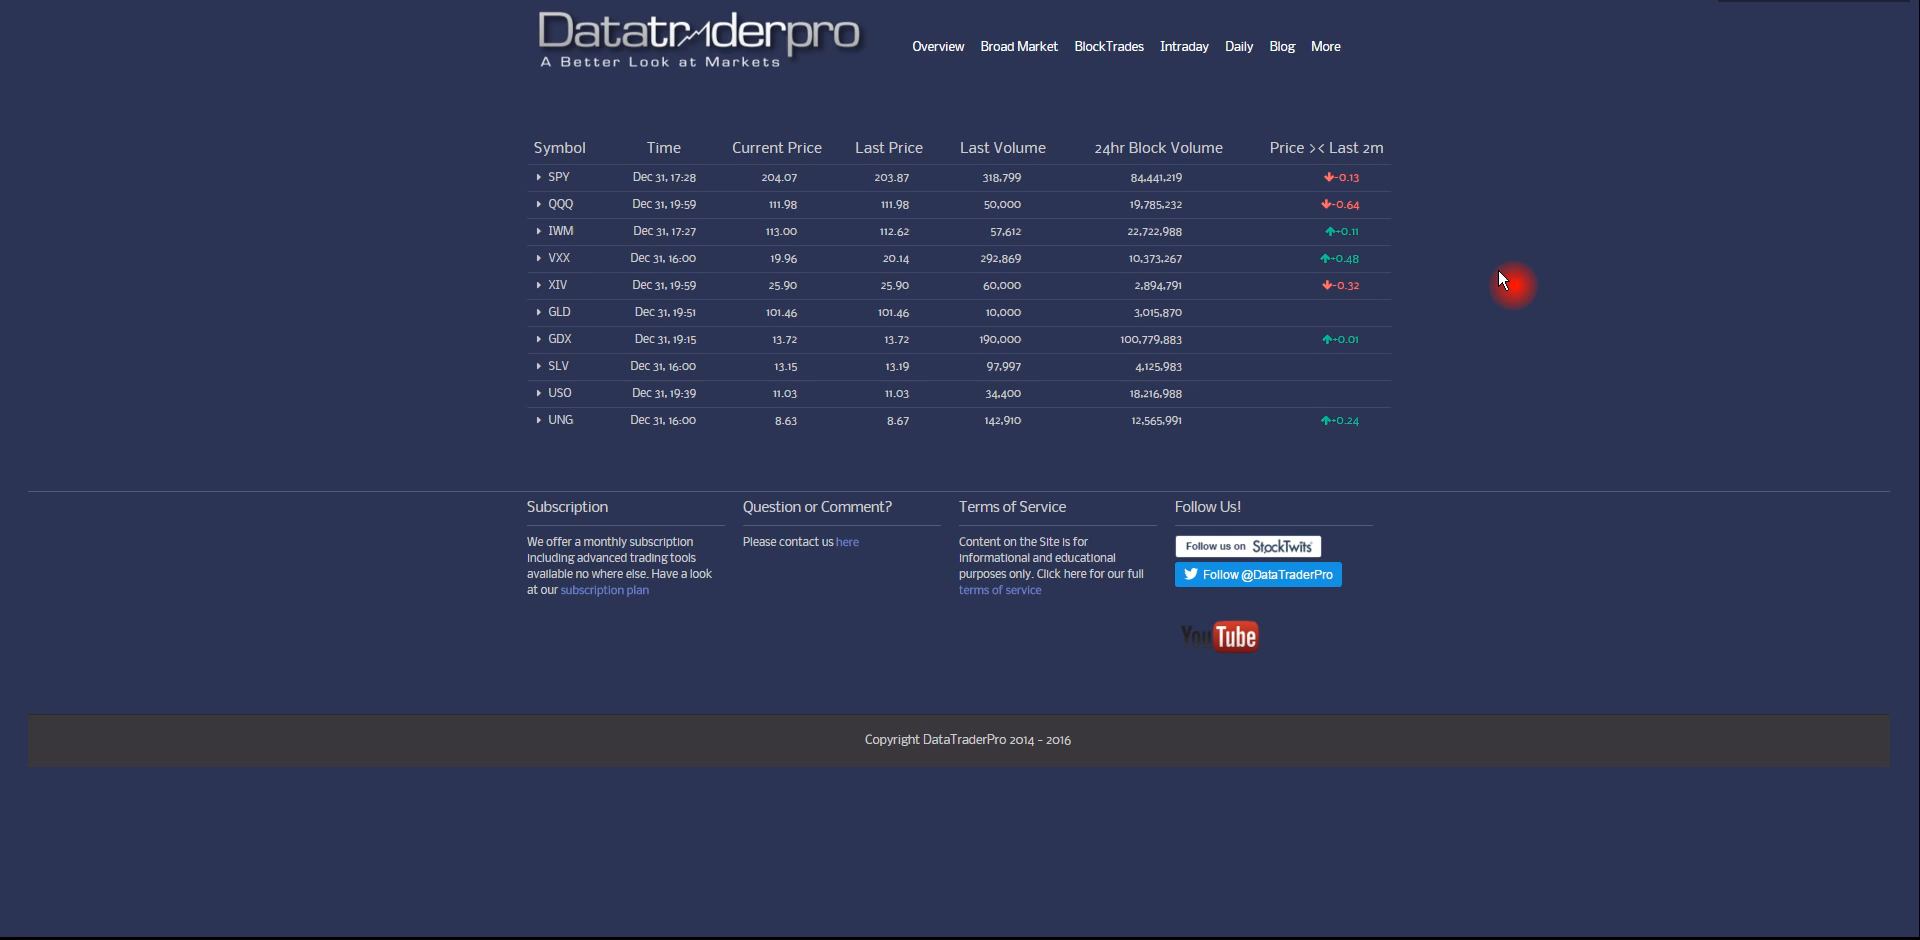 Datatraderpro
A Better Look at Markets
Overview Broad Market BlockTrades Intraday Daily Blog More
Symbol Time Current Price Last Price Last Volume 24hr Block Volume Price >< Last 2m
SPY Dec 31, 17:28 204.07 203.87 318,799 84,441,219 -0.13
QQQ Dec 31, 19:59 111.98 111.98 50,000 19,785,232 -0.64
IWM Dec 31, 17:27 113.00 112.62 57,612 22,722,988 +0.11
VXX Dec 31, 16:00 19.96 20.14 292,869 10,373,267 +0.48
XIV Dec 31, 19:59 25.90 25.90 60,000 2,894,791 -0.32
GLD Dec 31, 19:51 101.46 101.46 10,000 3,015,870
GDX Dec 31, 19:15 13.72 13.72 190,000 100,779,883 +0.01
SLV Dec 31, 16:00 13.15 13.19 97,997 4,125,983
USO Dec 31, 19:39 11.03 11.03 34,400 18,216,988
UNG Dec 31, 16:00 8.63 8.67 142,910 12,565,991 +0.24
Subscription
We offer a monthly subscription
including advanced trading tools
available no where else. Have a look
at our subscription plan
Question or Comment?
Please contact us here
Terms of Service
Content on the Site is for
informational and educational
purposes only. Click here for our full
terms of service
Follow Us!
Follow us on StockTwits
Follow @DataTraderPro
YouTube
Copyright DataTraderPro 2014 - 2016